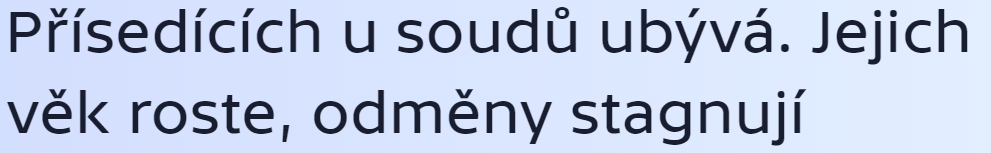 Přísedících u soudů ubývá. Jejich
věk roste, odměny stagnují